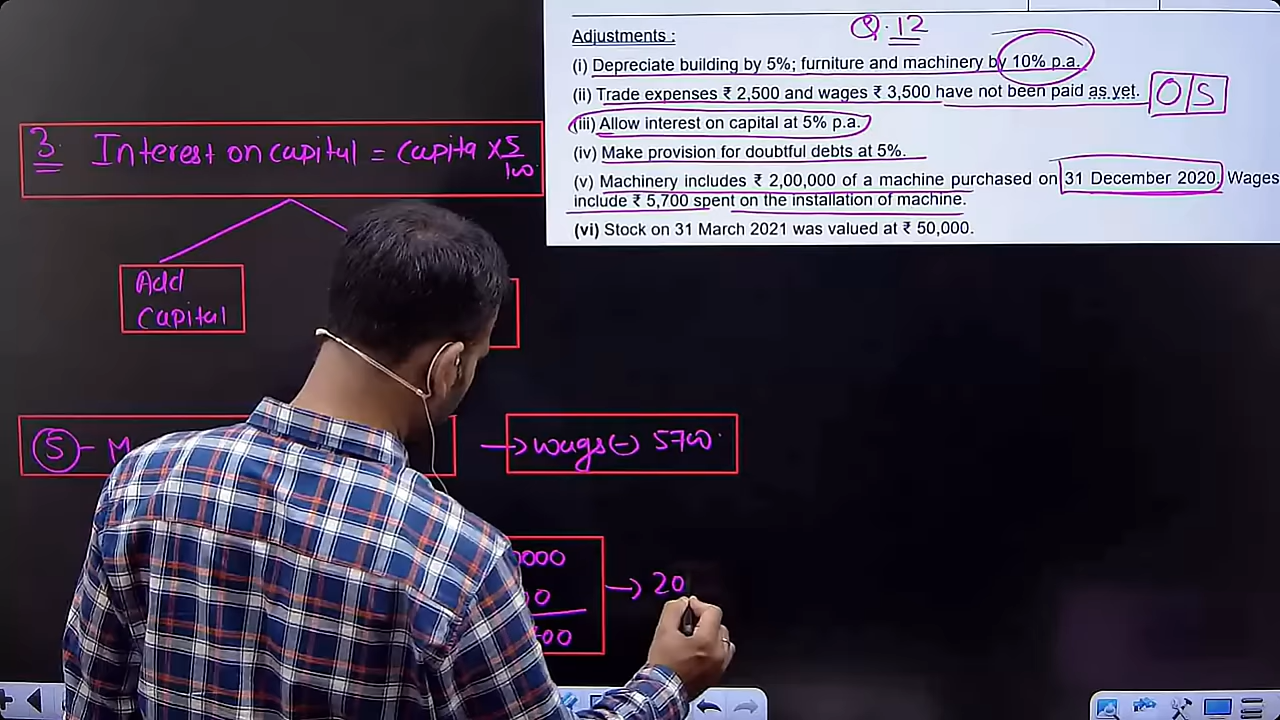 Q.12
Adjustments :
(i) Depreciate building by 5%; furniture and machinery by 10% p.a.
(ii) Trade expenses ₹ 2,500 and wages ₹ 3,500 have not been paid as yet.
O/S
(iii) Allow interest on capital at 5% p.a.
(iv) Make provision for doubtful debts at 5%.
(v) Machinery includes ₹ 2,00,000 of a machine purchased on 31 December 2020. Wages
include ₹ 5,700 spent on the installation of machine.
(vi) Stock on 31 March 2021 was valued at ₹ 50,000.
3. Interest on capital = capita × 5/100
Add
Capital
5 - M
→ wags(-) 5700
0000
00
→ 20